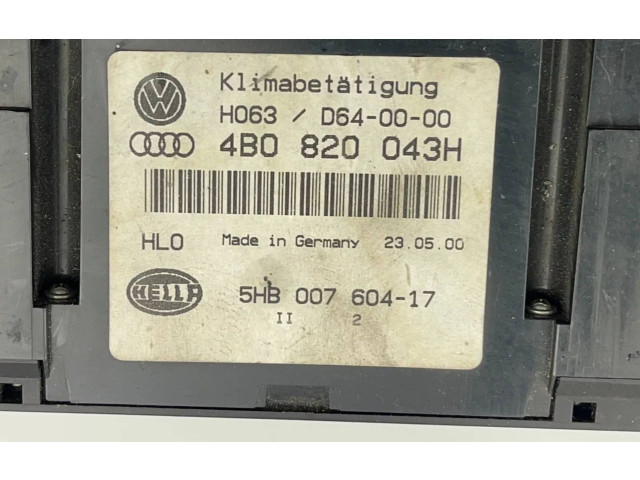 Klimabetätigung
H063 / D64-00-00
4B0 820 043H
HLO Made in Germany 23.05.00
HELLA 5HB 007 604-17
II 2